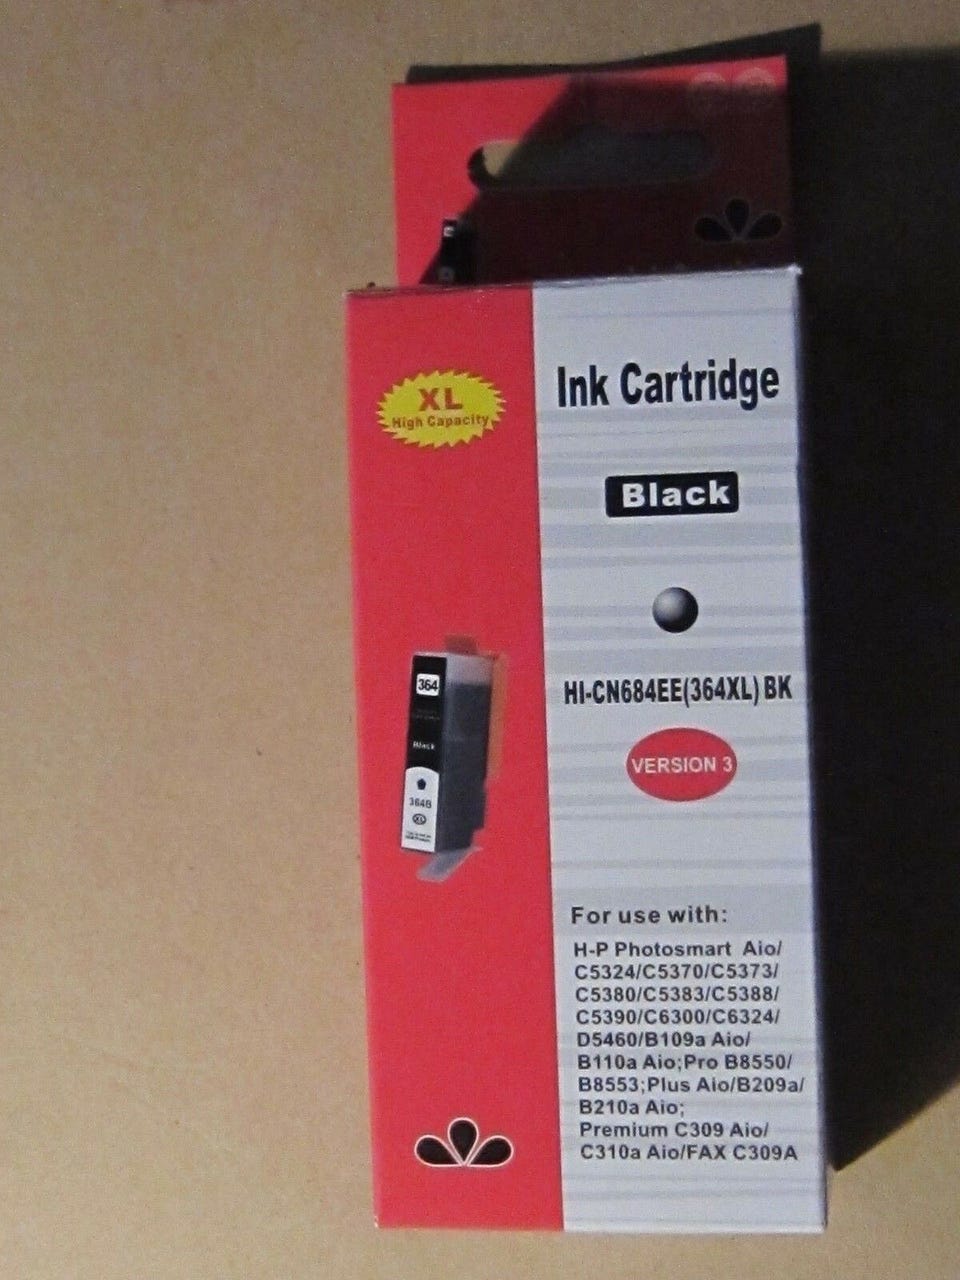 XL
High Capacity
Ink Cartridge
Black
HI-CN684EE(364XL) BK
VERSION 3
364
Black
364B
XL
For use with:
H-P Photosmart Aio/
C5324/C5370/C5373/
C5380/C5383/C5388/
C5390/C6300/C6324/
D5460/B109a Aio/
B110a Aio;Pro B8550/
B8553;Plus Aio/B209a/
B210a Aio;
Premium C309 Aio/
C310a Aio/FAX C309A